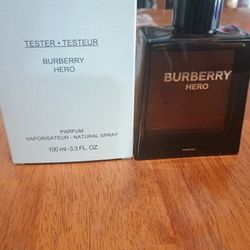 TESTER • TESTEUR
BURBERRY
HERO
PARFUM
VAPORISATEUR - NATURAL SPRAY
100 ml - 3.3 FL. OZ.
BURBERRY
HERO
PARFUM